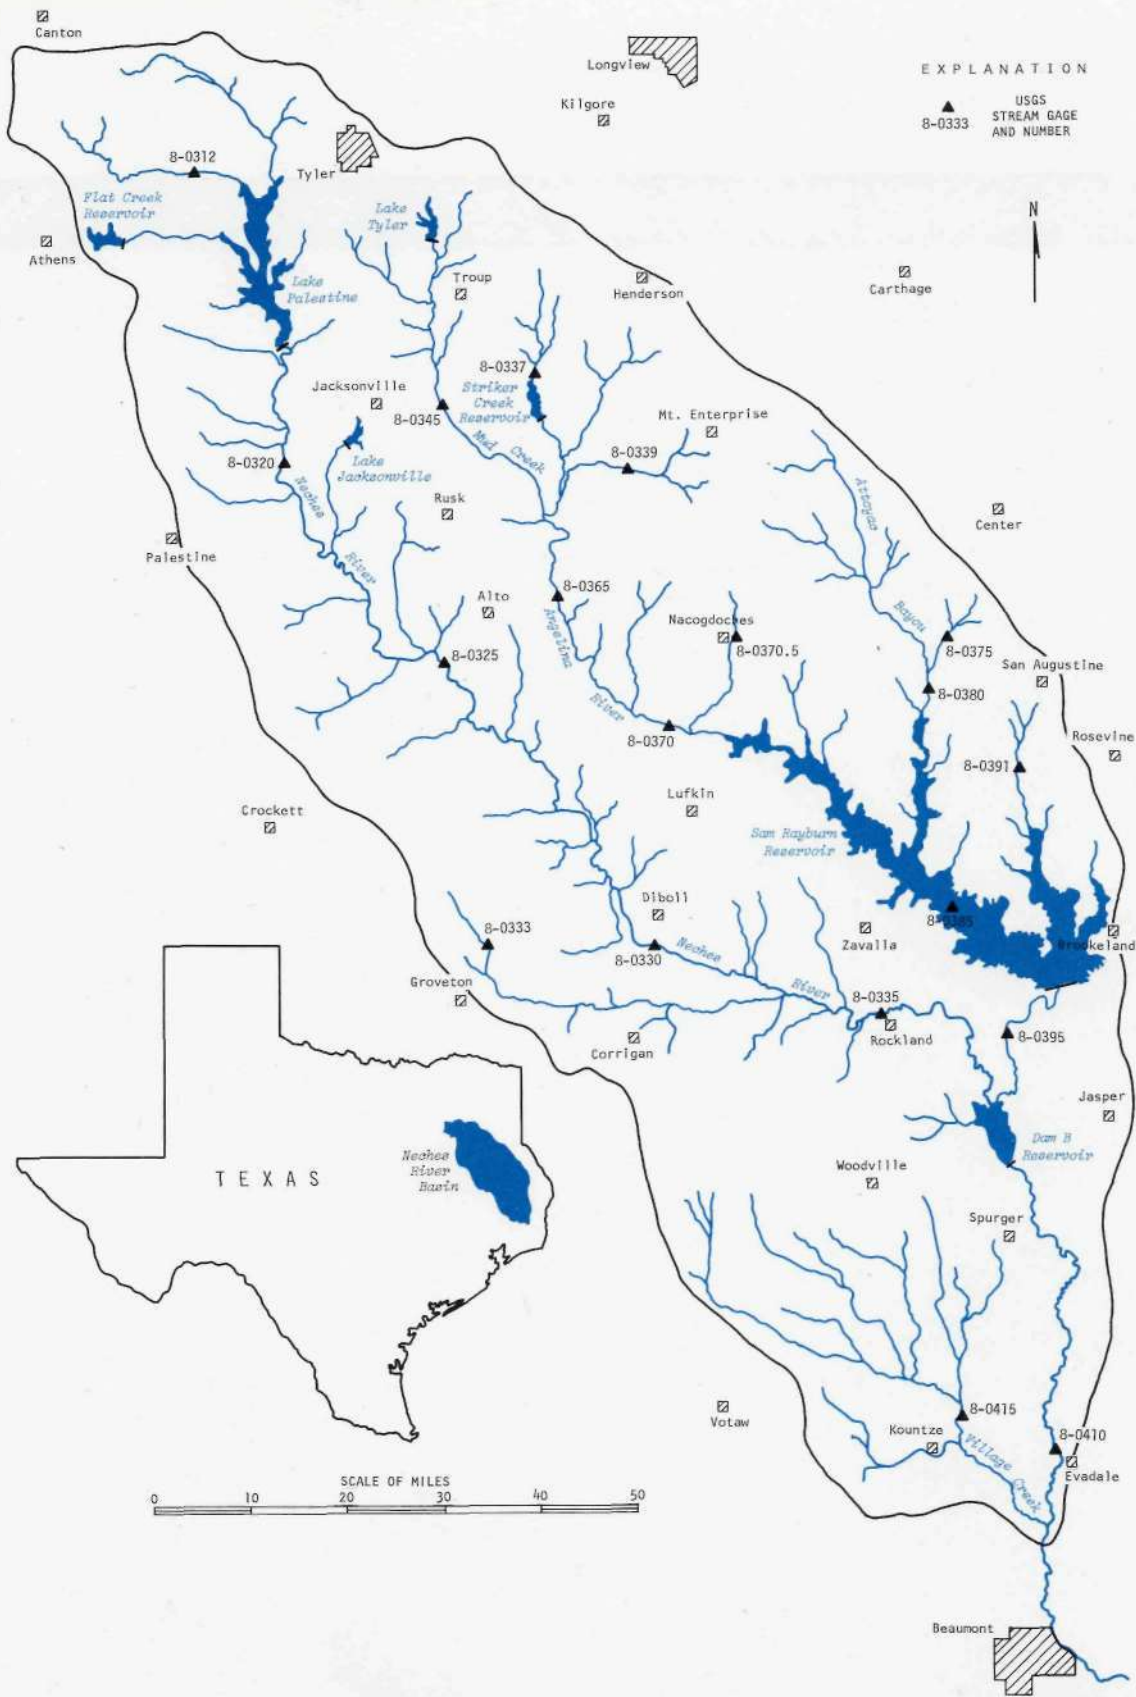 Canton
Longview
EXPLANATION
Kilgore
8-0333
USGS
STREAM GAGE
AND NUMBER
8-0312
Tyler
Flat Creek
Reservoir
Lake
Tyler
N
Athens
Lake
Palestine
Troup
Henderson
Carthage
8-0337
Jacksonville
Striker
Creek
Reservoir
8-0345
Mt. Enterprise
Mud Creek
8-0320
Lake
Jacksonville
8-0339
Neches
River
Rusk
Attoyac
Bayou
Center
Palestine
8-0365
Alto
Angelina
River
Nacogdoches
8-0370.5
8-0375
San Augustine
8-0325
8-0380
8-0370
Rosevine
8-0391
Lufkin
Crockett
Sam Rayburn
Reservoir
Diboll
8-0385
8-0333
Zavalla
Brookeland
8-0330
Neches
River
Groveton
8-0335
Rockland
8-0395
Corrigan
Jasper
Dam B
Reservoir
Neches
River
Basin
TEXAS
Woodville
Spurger
Votaw
8-0415
Kountze
Village
Creek
8-0410
Evadale
SCALE OF MILES
0 10 20 30 40 50
Beaumont